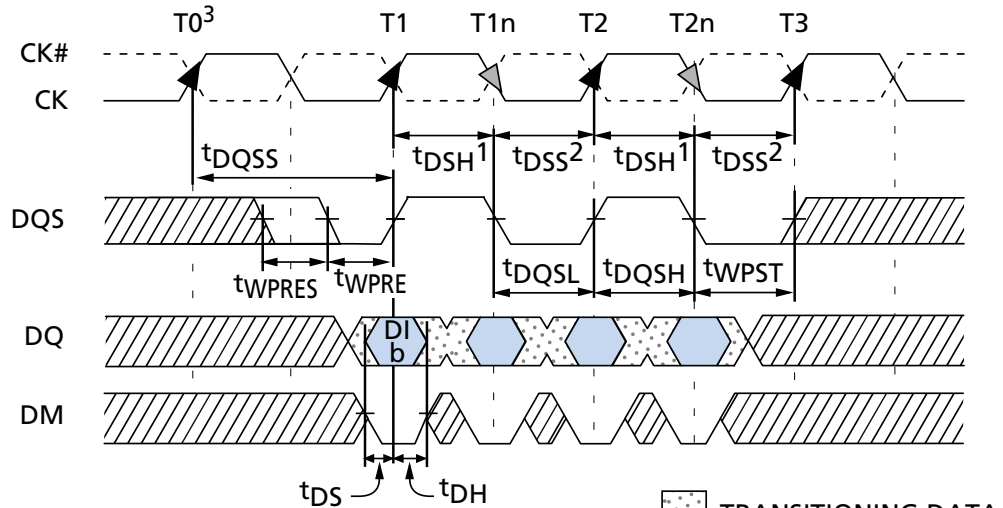 T0³ T1 T1n T2 T2n T3
CK#
CK
tDQSS tDSH¹ tDSS² tDSH¹ tDSS²
DQS
tWPRES tWPRE tDQSL tDQSH tWPST
DQ
DI
b
DM
tDS tDH
TRANSITIONING DATA